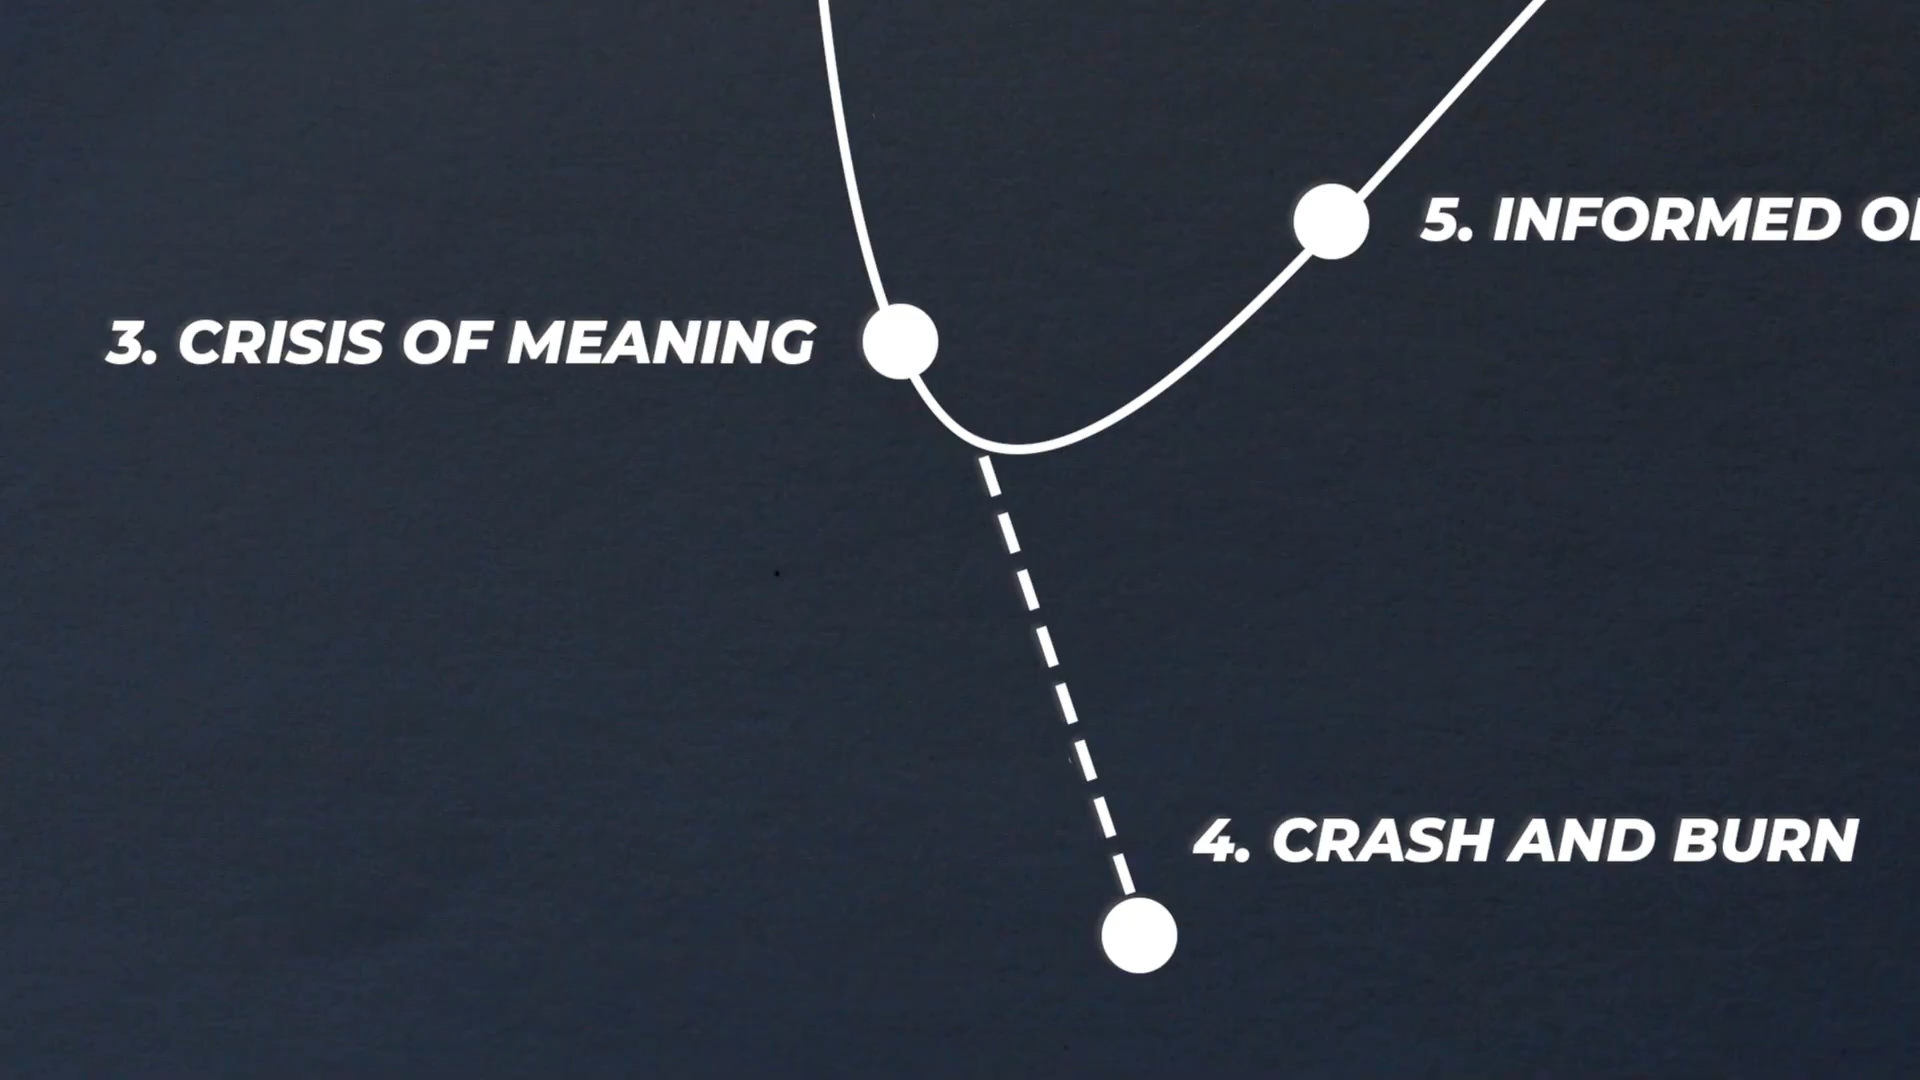 5. INFORMED
3. CRISIS OF MEANING
4. CRASH AND BURN